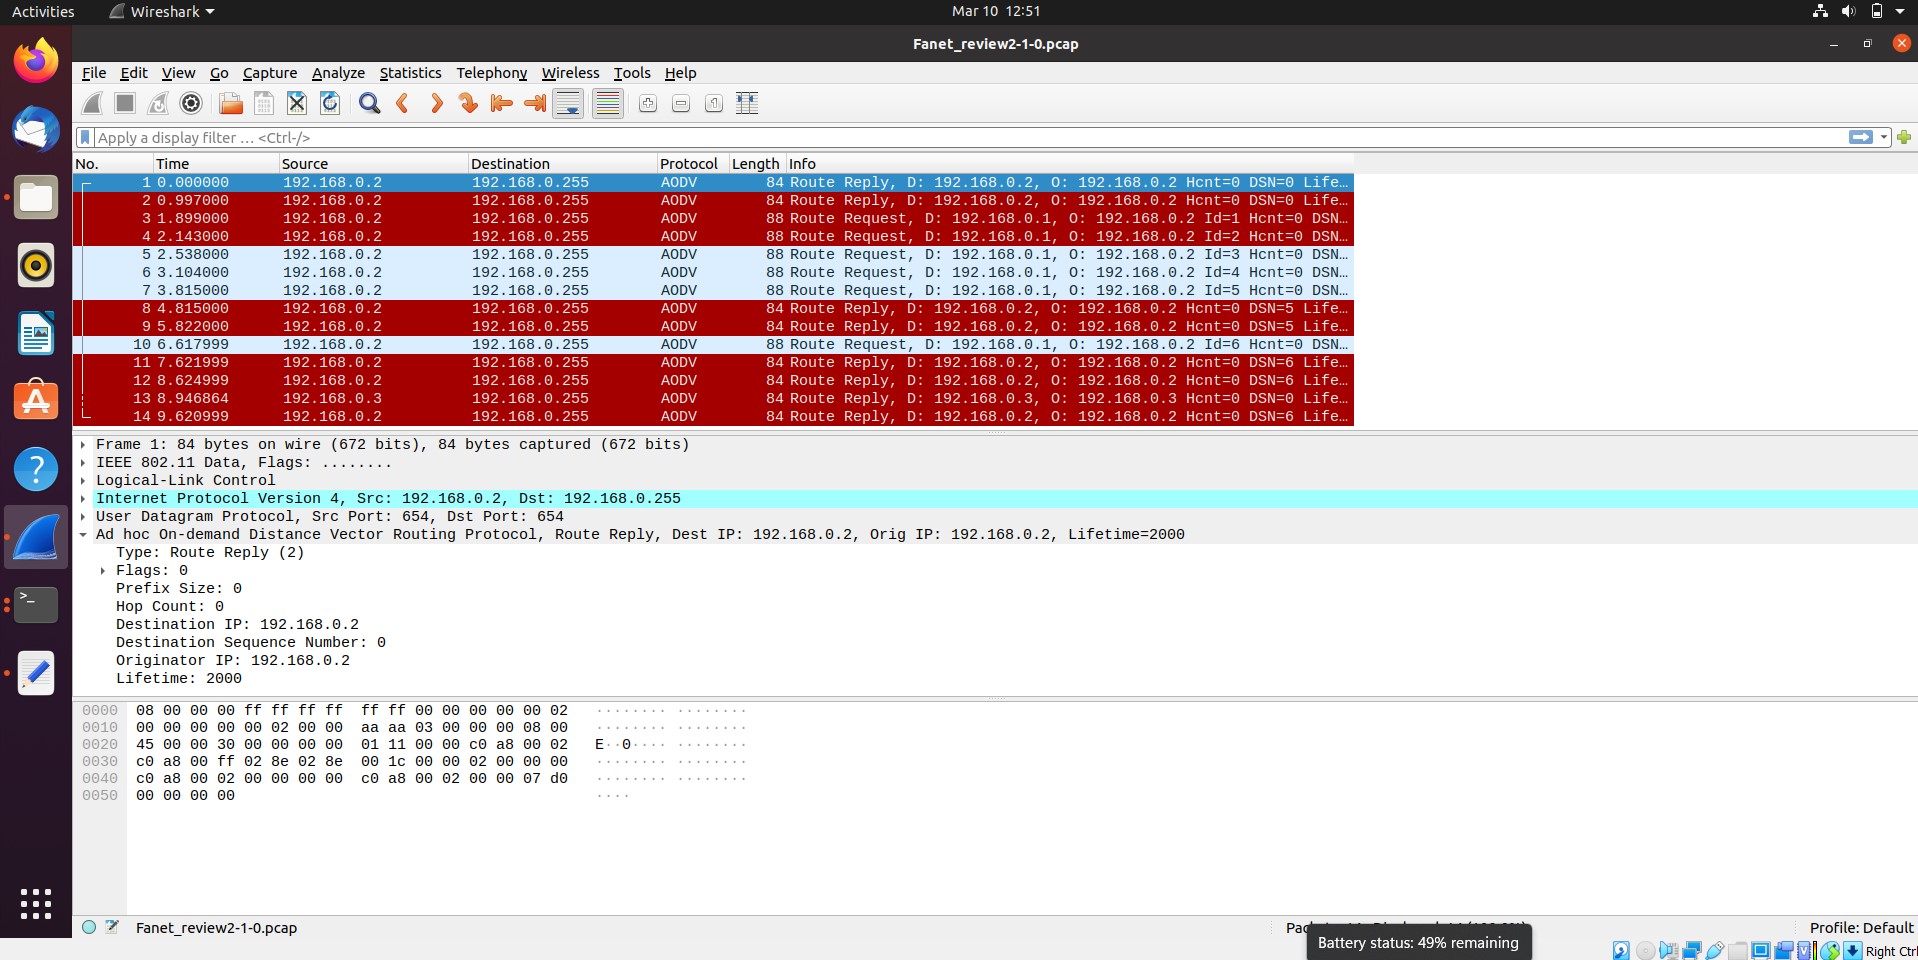 Activities Wireshark Mar 10 12:51
Fanet_review2-1-0.pcap
File Edit View Go Capture Analyze Statistics Telephony Wireless Tools Help
Apply a display filter … <Ctrl-/>
No. Time Source Destination Protocol Length Info
1 0.000000 192.168.0.2 192.168.0.255 AODV 84 Route Reply, D: 192.168.0.2, O: 192.168.0.2 Hcnt=0 DSN=0 Life…
2 0.997000 192.168.0.2 192.168.0.255 AODV 84 Route Reply, D: 192.168.0.2, O: 192.168.0.2 Hcnt=0 DSN=0 Life…
3 1.899000 192.168.0.2 192.168.0.255 AODV 88 Route Request, D: 192.168.0.1, O: 192.168.0.2 Id=1 Hcnt=0 DSN…
4 2.143000 192.168.0.2 192.168.0.255 AODV 88 Route Request, D: 192.168.0.1, O: 192.168.0.2 Id=2 Hcnt=0 DSN…
5 2.538000 192.168.0.2 192.168.0.255 AODV 88 Route Request, D: 192.168.0.1, O: 192.168.0.2 Id=3 Hcnt=0 DSN…
6 3.104000 192.168.0.2 192.168.0.255 AODV 88 Route Request, D: 192.168.0.1, O: 192.168.0.2 Id=4 Hcnt=0 DSN…
7 3.815000 192.168.0.2 192.168.0.255 AODV 88 Route Request, D: 192.168.0.1, O: 192.168.0.2 Id=5 Hcnt=0 DSN…
8 4.815000 192.168.0.2 192.168.0.255 AODV 84 Route Reply, D: 192.168.0.2, O: 192.168.0.2 Hcnt=0 DSN=5 Life…
9 5.822000 192.168.0.2 192.168.0.255 AODV 84 Route Reply, D: 192.168.0.2, O: 192.168.0.2 Hcnt=0 DSN=5 Life…
10 6.617999 192.168.0.2 192.168.0.255 AODV 88 Route Request, D: 192.168.0.1, O: 192.168.0.2 Id=6 Hcnt=0 DSN…
11 7.621999 192.168.0.2 192.168.0.255 AODV 84 Route Reply, D: 192.168.0.2, O: 192.168.0.2 Hcnt=0 DSN=6 Life…
12 8.624999 192.168.0.2 192.168.0.255 AODV 84 Route Reply, D: 192.168.0.2, O: 192.168.0.2 Hcnt=0 DSN=6 Life…
13 8.946864 192.168.0.3 192.168.0.255 AODV 84 Route Reply, D: 192.168.0.3, O: 192.168.0.3 Hcnt=0 DSN=0 Life…
14 9.620999 192.168.0.2 192.168.0.255 AODV 84 Route Reply, D: 192.168.0.2, O: 192.168.0.2 Hcnt=0 DSN=6 Life…
Frame 1: 84 bytes on wire (672 bits), 84 bytes captured (672 bits)
IEEE 802.11 Data, Flags: ........
Logical-Link Control
Internet Protocol Version 4, Src: 192.168.0.2, Dst: 192.168.0.255
User Datagram Protocol, Src Port: 654, Dst Port: 654
Ad hoc On-demand Distance Vector Routing Protocol, Route Reply, Dest IP: 192.168.0.2, Orig IP: 192.168.0.2, Lifetime=2000
Type: Route Reply (2)
Flags: 0
Prefix Size: 0
Hop Count: 0
Destination IP: 192.168.0.2
Destination Sequence Number: 0
Originator IP: 192.168.0.2
Lifetime: 2000
0000 08 00 00 00 ff ff ff ff ff ff 00 00 00 00 00 02 ········ ········
0010 00 00 00 00 00 02 00 00 aa aa 03 00 00 00 08 00 ········ ········
0020 45 00 00 30 00 00 00 00 01 11 00 00 c0 a8 00 02 E··0···· ········
0030 c0 a8 00 ff 02 8e 02 8e 00 1c 00 00 02 00 00 00 ········ ········
0040 c0 a8 00 02 00 00 00 00 c0 a8 00 02 00 00 07 d0 ········ ········
0050 00 00 00 00 ····
Fanet_review2-1-0.pcap Profile: Default
Battery status: 49% remaining
Right Ctrl